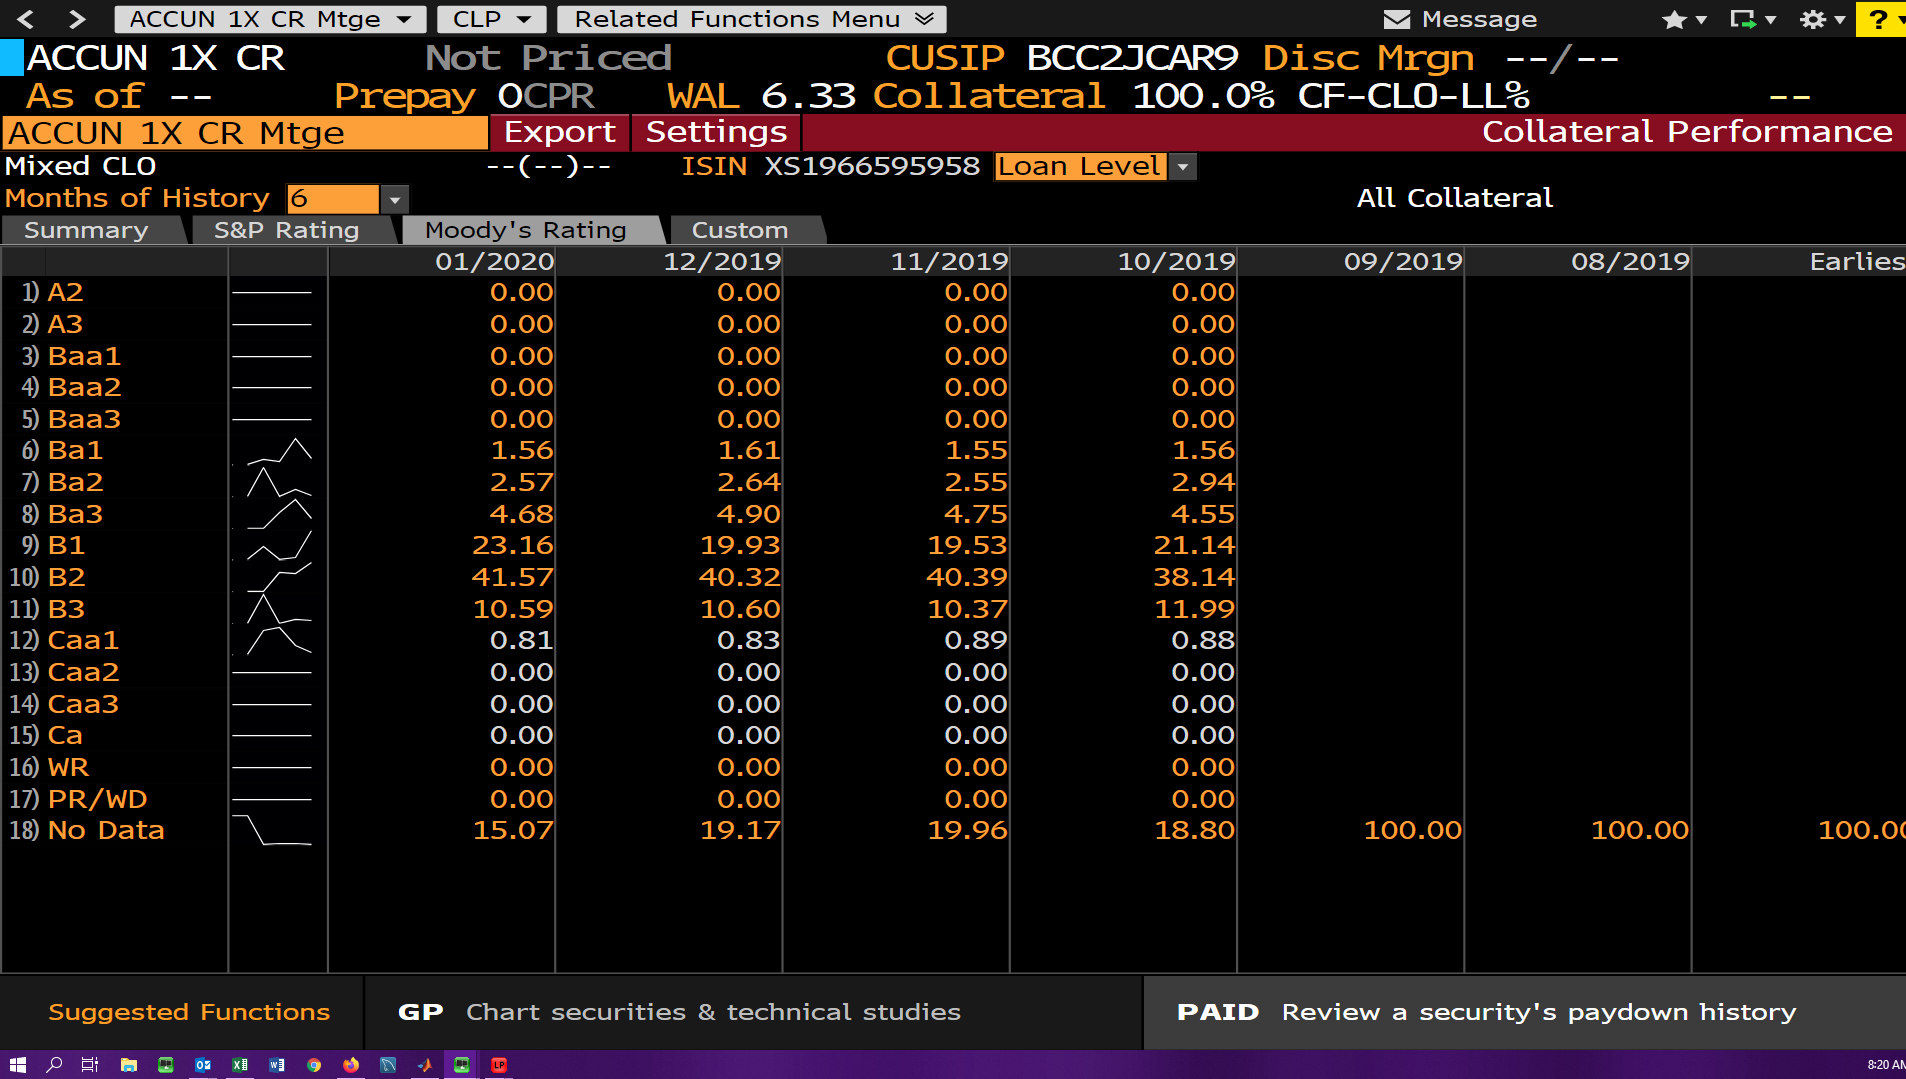 ACCUN 1X CR Mtge CLP Related Functions Menu Message ?
ACCUN 1X CR Not Priced CUSIP BCC2JCAR9 Disc Mrgn --/--
As of -- Prepay 0CPR WAL 6.33 Collateral 100.0% CF-CLO-LL% --
ACCUN 1X CR Mtge Export Settings Collateral Performance
Mixed CLO --(--)-- ISIN XS1966595958 Loan Level
Months of History 6 All Collateral
Summary S&P Rating Moody's Rating Custom
01/2020 12/2019 11/2019 10/2019 09/2019 08/2019 Earlies
1) A2 0.00 0.00 0.00 0.00
2) A3 0.00 0.00 0.00 0.00
3) Baa1 0.00 0.00 0.00 0.00
4) Baa2 0.00 0.00 0.00 0.00
5) Baa3 0.00 0.00 0.00 0.00
6) Ba1 1.56 1.61 1.55 1.56
7) Ba2 2.57 2.64 2.55 2.94
8) Ba3 4.68 4.90 4.75 4.55
9) B1 23.16 19.93 19.53 21.14
10) B2 41.57 40.32 40.39 38.14
11) B3 10.59 10.60 10.37 11.99
12) Caa1 0.81 0.83 0.89 0.88
13) Caa2 0.00 0.00 0.00 0.00
14) Caa3 0.00 0.00 0.00 0.00
15) Ca 0.00 0.00 0.00 0.00
16) WR 0.00 0.00 0.00 0.00
17) PR/WD 0.00 0.00 0.00 0.00
18) No Data 15.07 19.17 19.96 18.80 100.00 100.00 100.00
Suggested Functions GP Chart securities & technical studies PAID Review a security's paydown history
8:20 AM